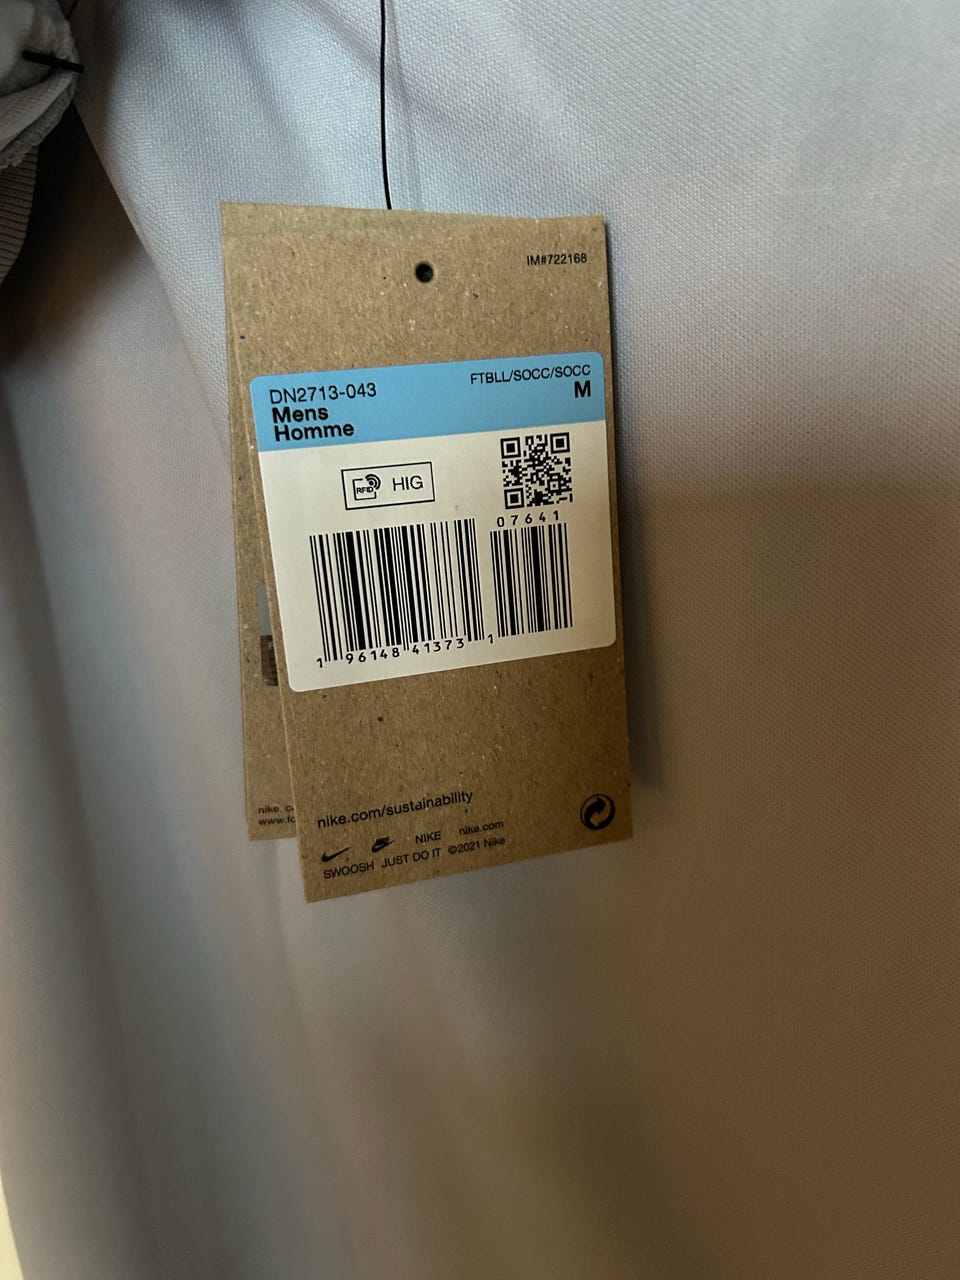 IM#722168
DN2713-043
FTBLL/SOCC/SOCC
Mens
M
Homme
RFID
HIG
07641
1 96148 41373 1
nike.com/sustainability
nike.
NIKE nike.com
SWOOSH JUST DO IT ©2021 Nike